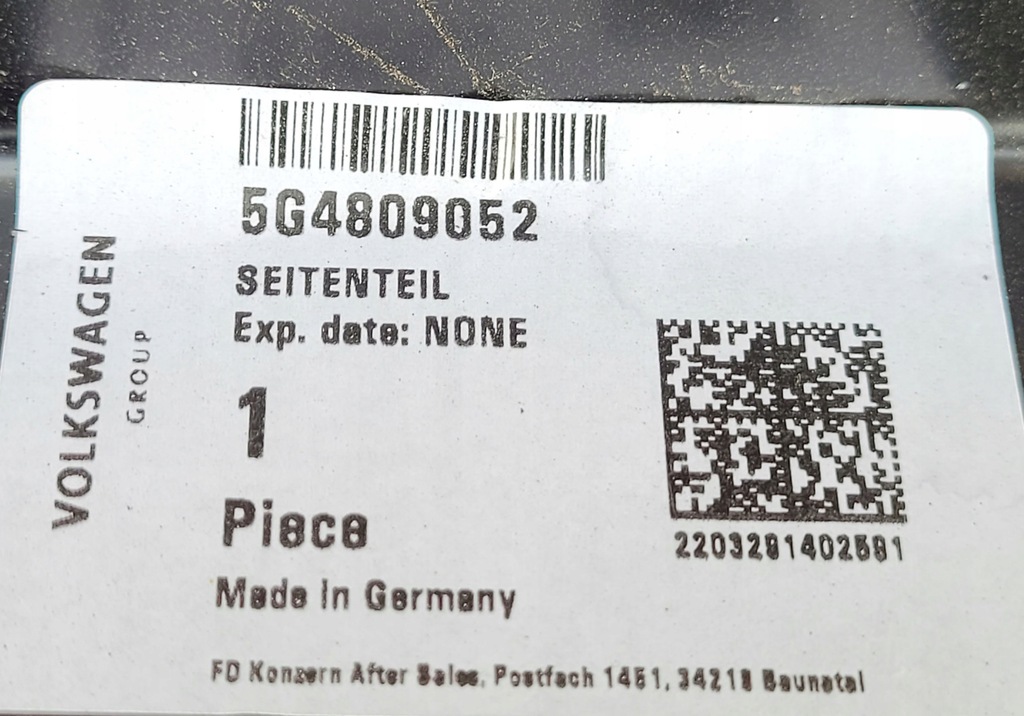 5G4809052
SEITENTEIL
Exp. date: NONE
1
Piece
Made In Germany
VOLKSWAGEN
GROUP
2203281402581
FD Konzern After Sales, Postfach 1451, 34218 Baunatal